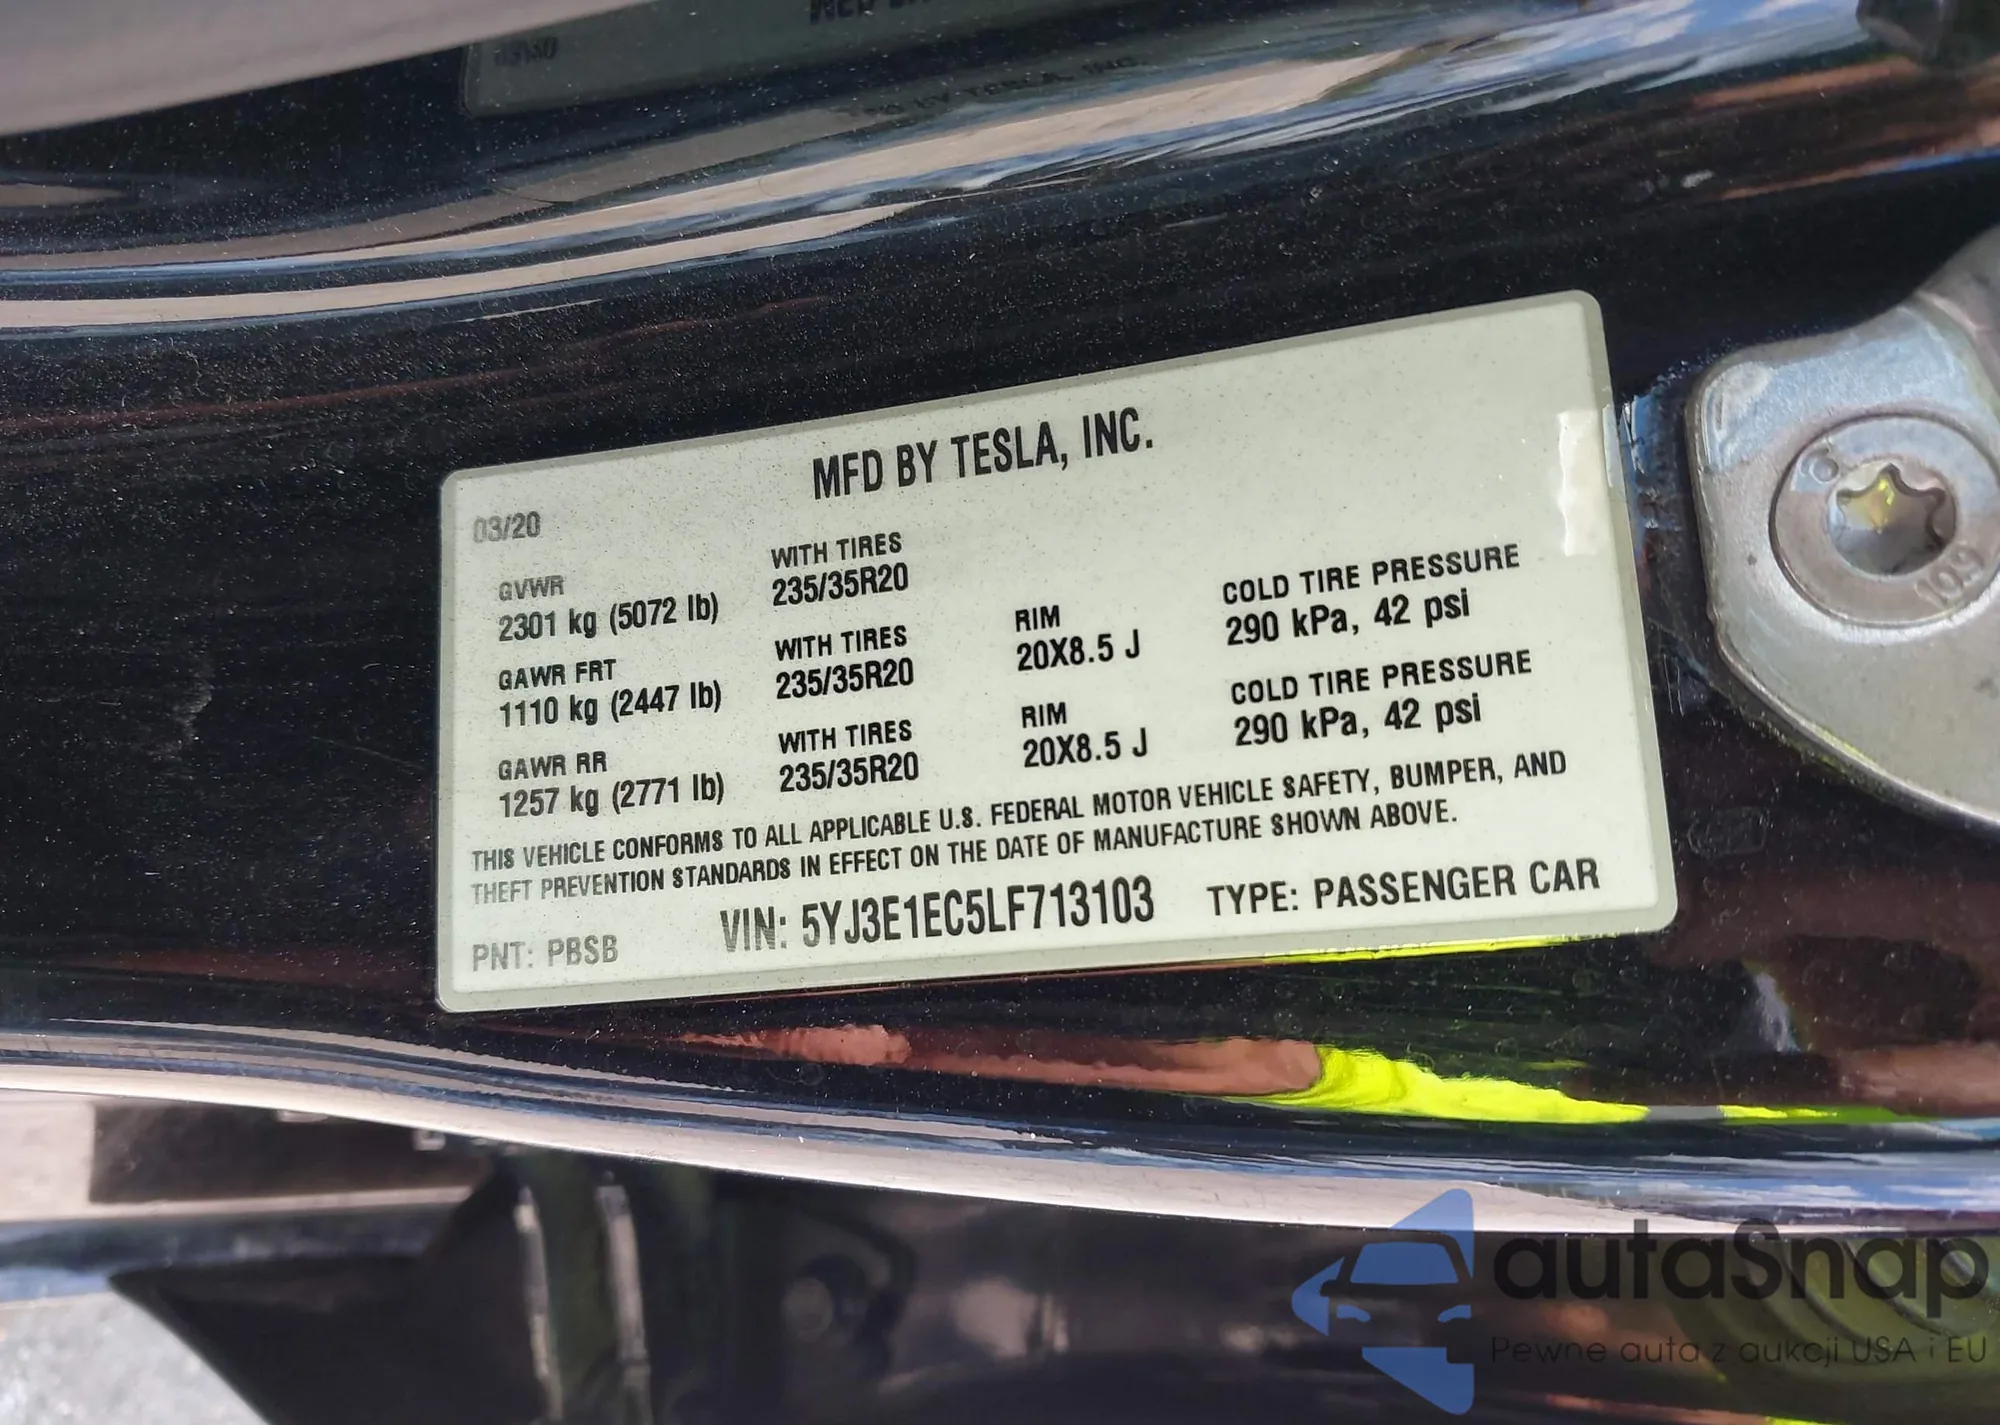 MFD BY TESLA, INC.
03/20
GVWR
2301 kg (5072 lb)
WITH TIRES
235/35R20
GAWR FRT
1110 kg (2447 lb)
WITH TIRES
235/35R20
RIM
20X8.5 J
COLD TIRE PRESSURE
290 kPa, 42 psi
GAWR RR
1257 kg (2771 lb)
WITH TIRES
235/35R20
RIM
20X8.5 J
COLD TIRE PRESSURE
290 kPa, 42 psi
THIS VEHICLE CONFORMS TO ALL APPLICABLE U.S. FEDERAL MOTOR VEHICLE SAFETY, BUMPER, AND
THEFT PREVENTION STANDARDS IN EFFECT ON THE DATE OF MANUFACTURE SHOWN ABOVE.
PNT: PBSB
VIN: 5YJ3E1EC5LF713103
TYPE: PASSENGER CAR
10.9
autaSnap
Pewne auta z aukcji USA i EU